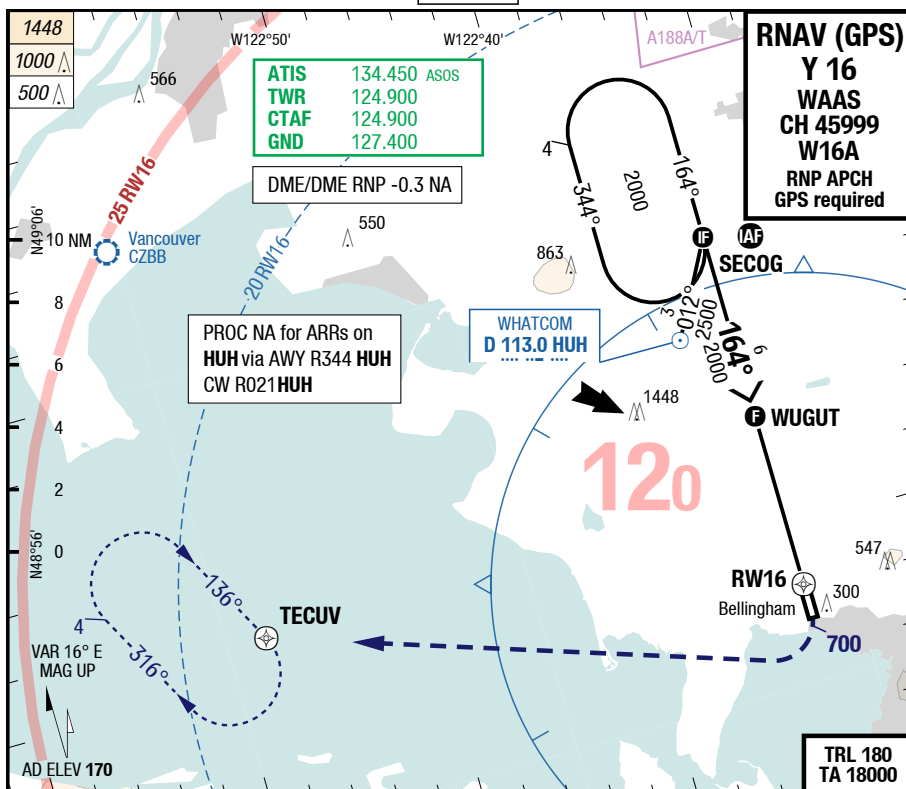 1448
1000
500
566
W122°50'
W122°40'
A188A/T
RNAV (GPS)
Y 16
WAAS
CH 45999
W16A
RNP APCH
GPS required
ATIS 134.450 ASOS
TWR 124.900
CTAF 124.900
GND 127.400
DME/DME RNP -0.3 NA
25 RW16
20 RW16
N49°06'
10 NM
Vancouver
CZBB
550
863
4
344°
2000
164°
IF
IAF
SECOG
PROC NA for ARRs on
HUH via AWY R344 HUH
CW R021 HUH
WHATCOM
D 113.0 HUH
3
012°
2500
2000
164°
6
8
6
4
2
0
1448
F WUGUT
120
N48°56'
547
RW16
Bellingham
300
700
136°
TECUV
4
316°
VAR 16° E
MAG UP
AD ELEV 170
TRL 180
TA 18000